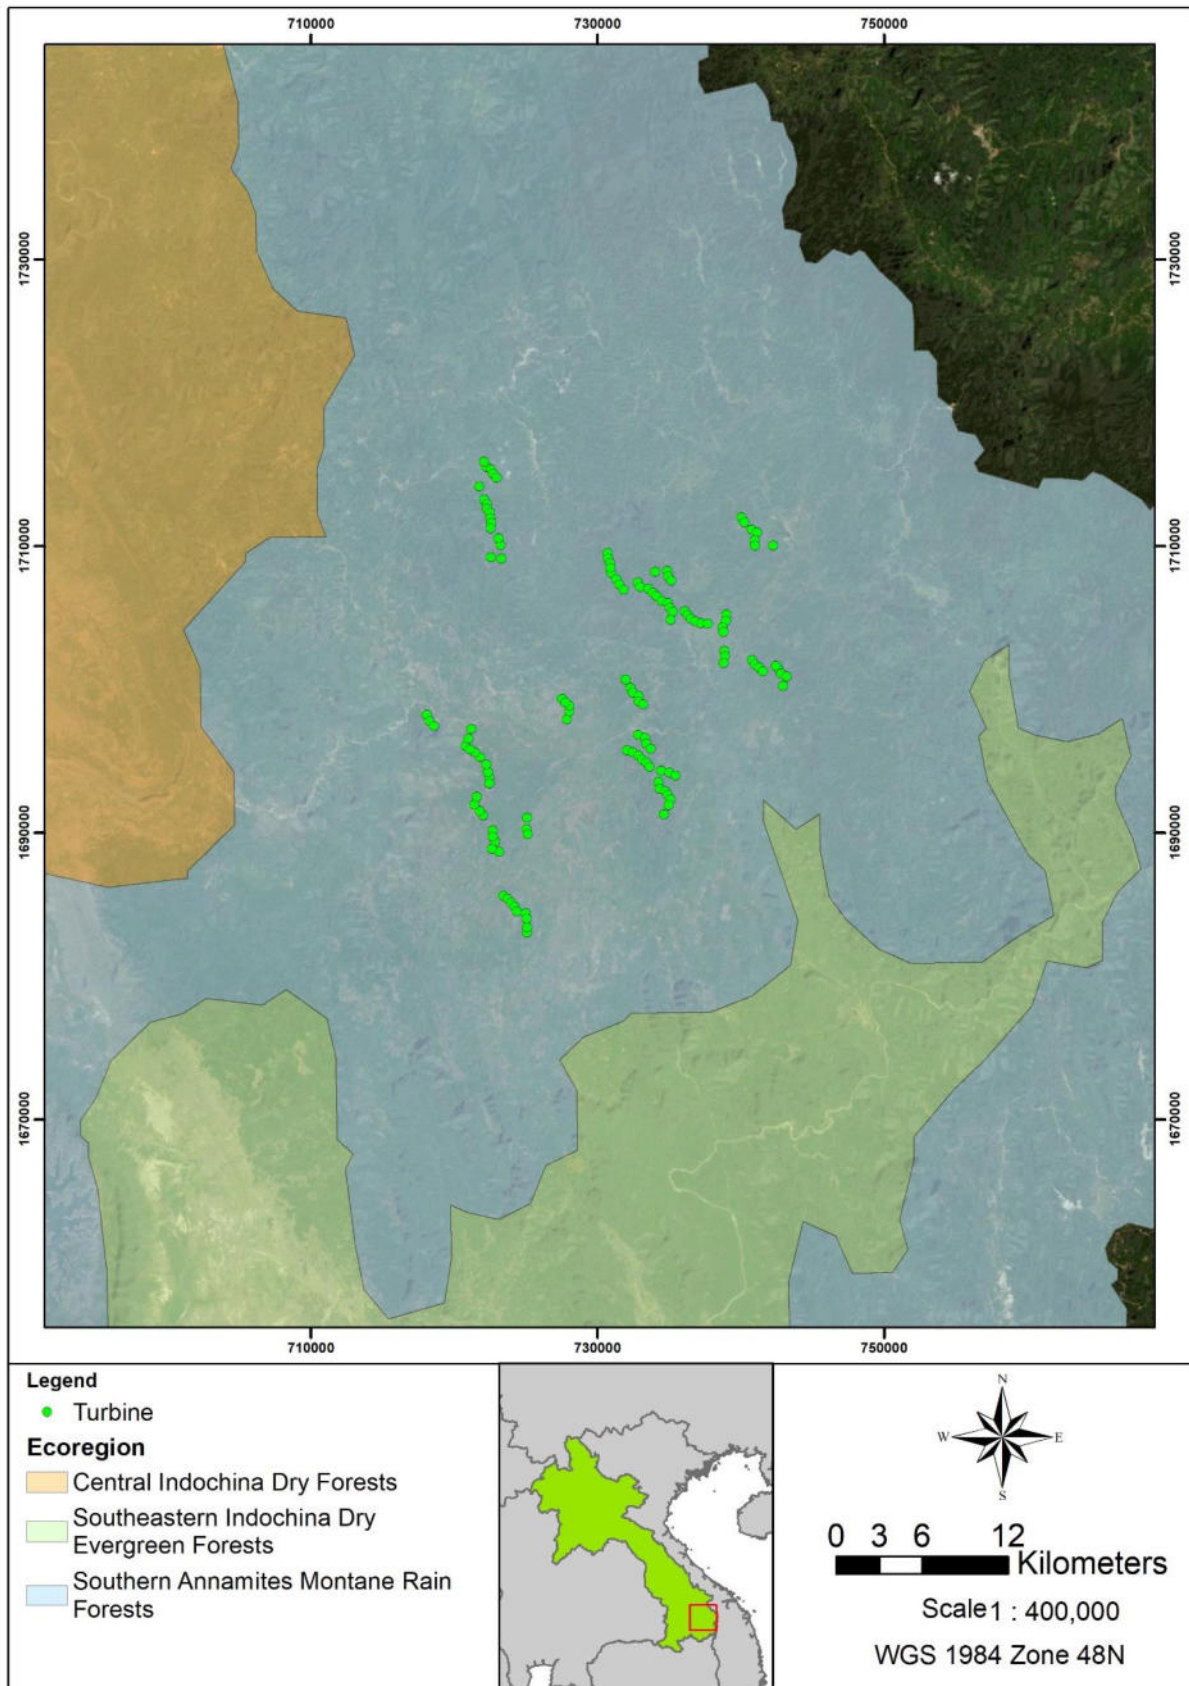 710000 730000 750000
1730000 1730000
1710000 1710000
1690000 1690000
1670000 1670000
710000 730000 750000
Legend
Turbine
Ecoregion
Central Indochina Dry Forests
Southeastern Indochina Dry
Evergreen Forests
Southern Annamites Montane Rain
Forests
N
W E
S
0 3 6 12
Kilometers
Scale 1 : 400,000
WGS 1984 Zone 48N